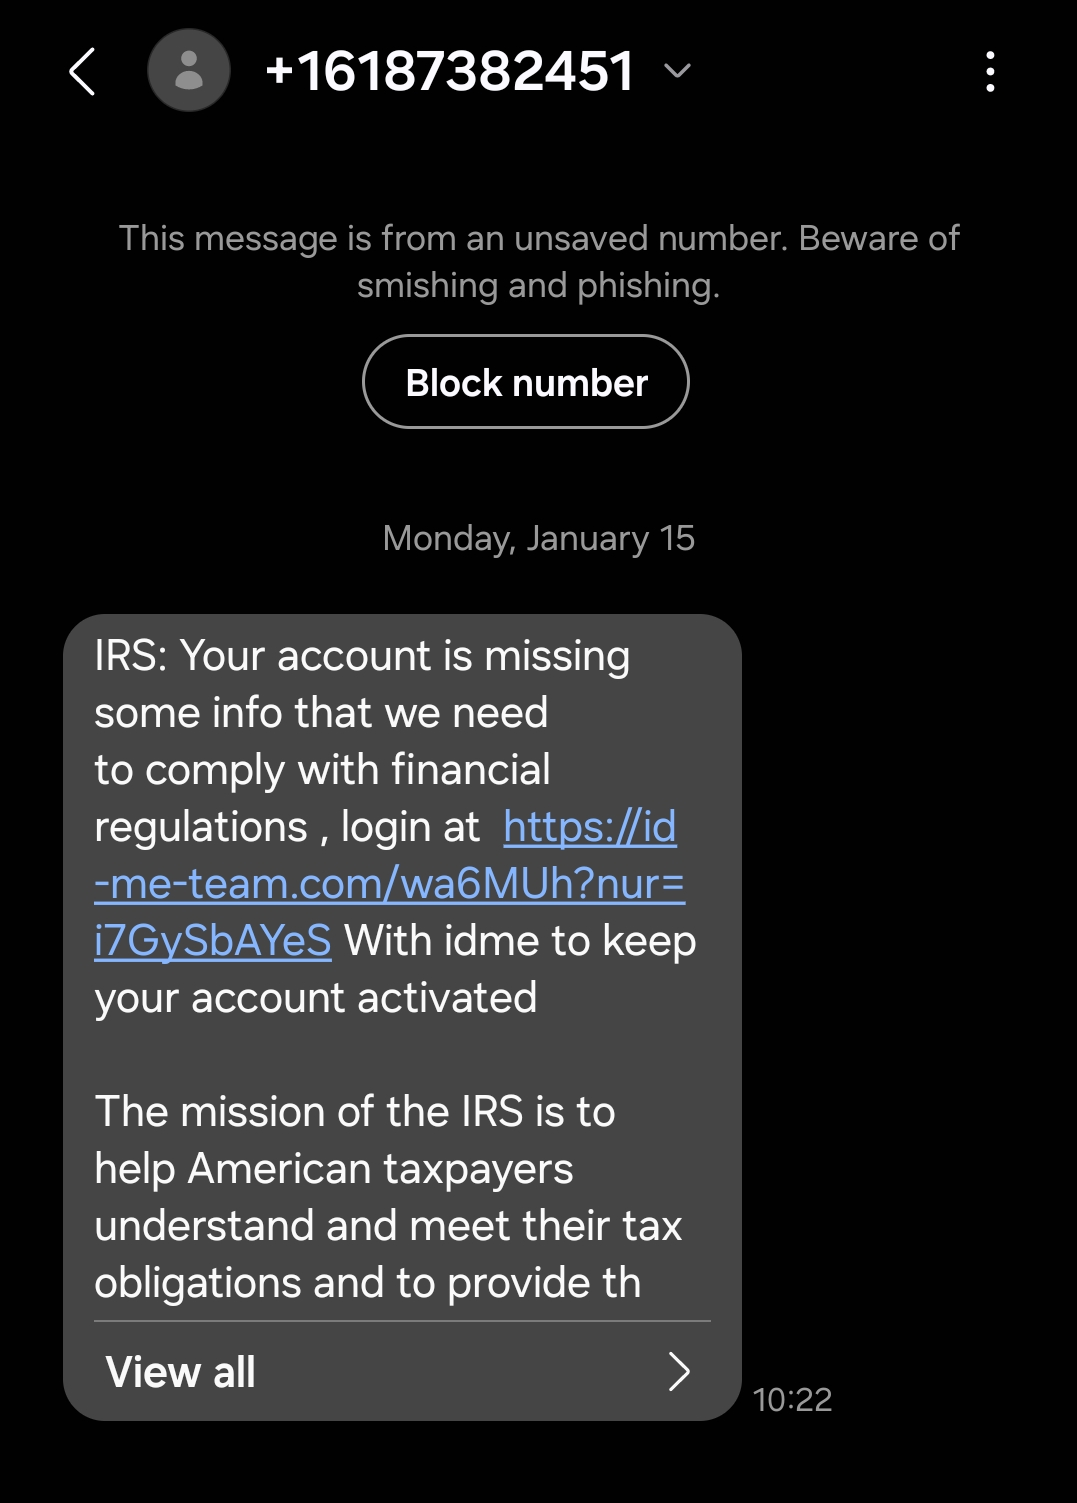 +16187382451
This message is from an unsaved number. Beware of
smishing and phishing.
Block number
Monday, January 15
IRS: Your account is missing
some info that we need
to comply with financial
regulations , login at  https://id
-me-team.com/wa6MUh?nur=
i7GySbAYeS With idme to keep
your account activated
The mission of the IRS is to
help American taxpayers
understand and meet their tax
obligations and to provide th
View all
10:22